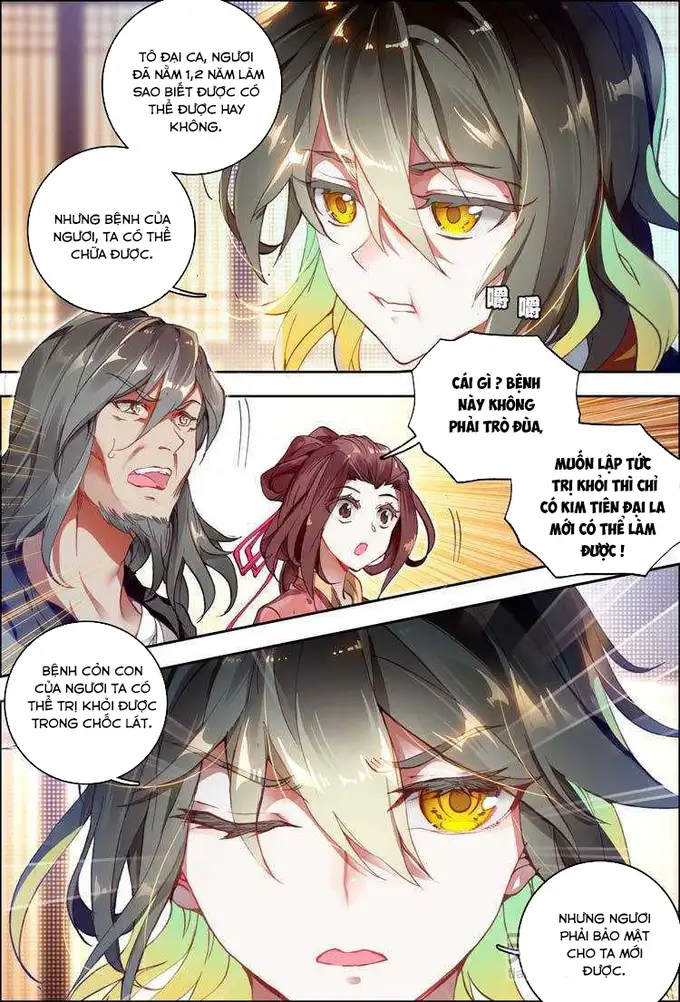 TÔ ĐẠI CA, NGƯƠI
ĐÃ NẰM 1,2 NĂM LÀM
SAO BIẾT ĐƯỢC CÓ
THỂ ĐƯỢC HAY
KHÔNG.
NHƯNG BỆNH CỦA
NGƯƠI, TA CÓ THỂ
CHỮA ĐƯỢC.
嚼 嚼
CÁI GÌ ? BỆNH
NÀY KHÔNG
PHẢI TRÒ ĐÙA,
MUỐN LẬP TỨC
TRỊ KHỎI THÌ CHỈ
CÓ KIM TIÊN ĐẠI LA
MỚI CÓ THỂ LÀM
ĐƯỢC !
BỆNH CỎN CON
CỦA NGƯƠI TA CÓ
THỂ TRỊ KHỎI ĐƯỢC
TRONG CHỐC LÁT.
NHƯNG NGƯƠI
PHẢI BẢO MẬT
CHO TA MỚI
ĐƯỢC.